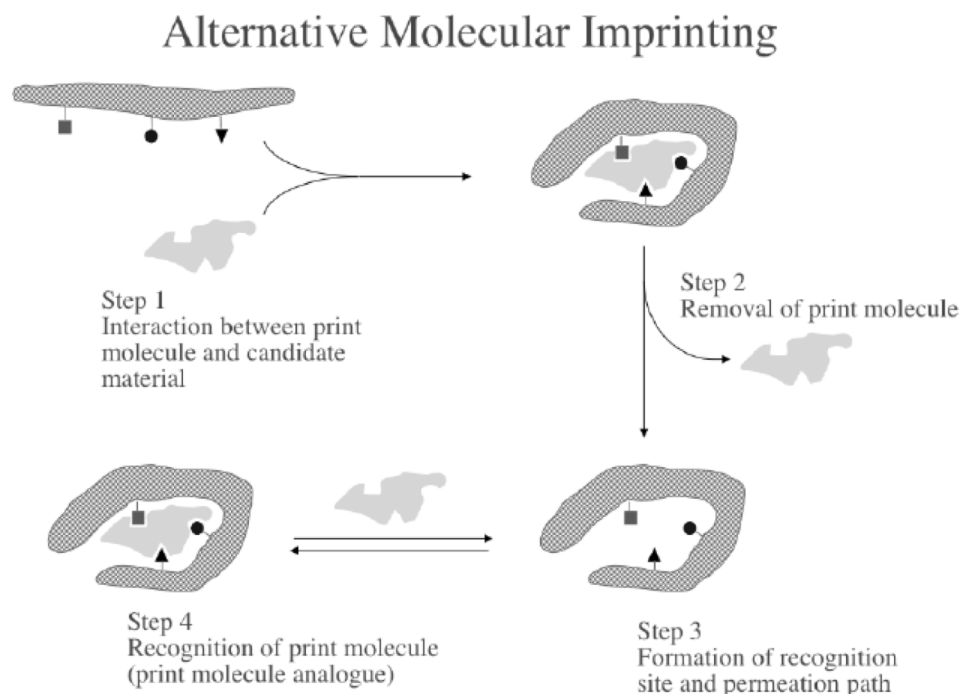 Alternative Molecular Imprinting
Step 1
Interaction between print
molecule and candidate
material
Step 2
Removal of print molecule
Step 4
Recognition of print molecule
(print molecule analogue)
Step 3
Formation of recognition
site and permeation path